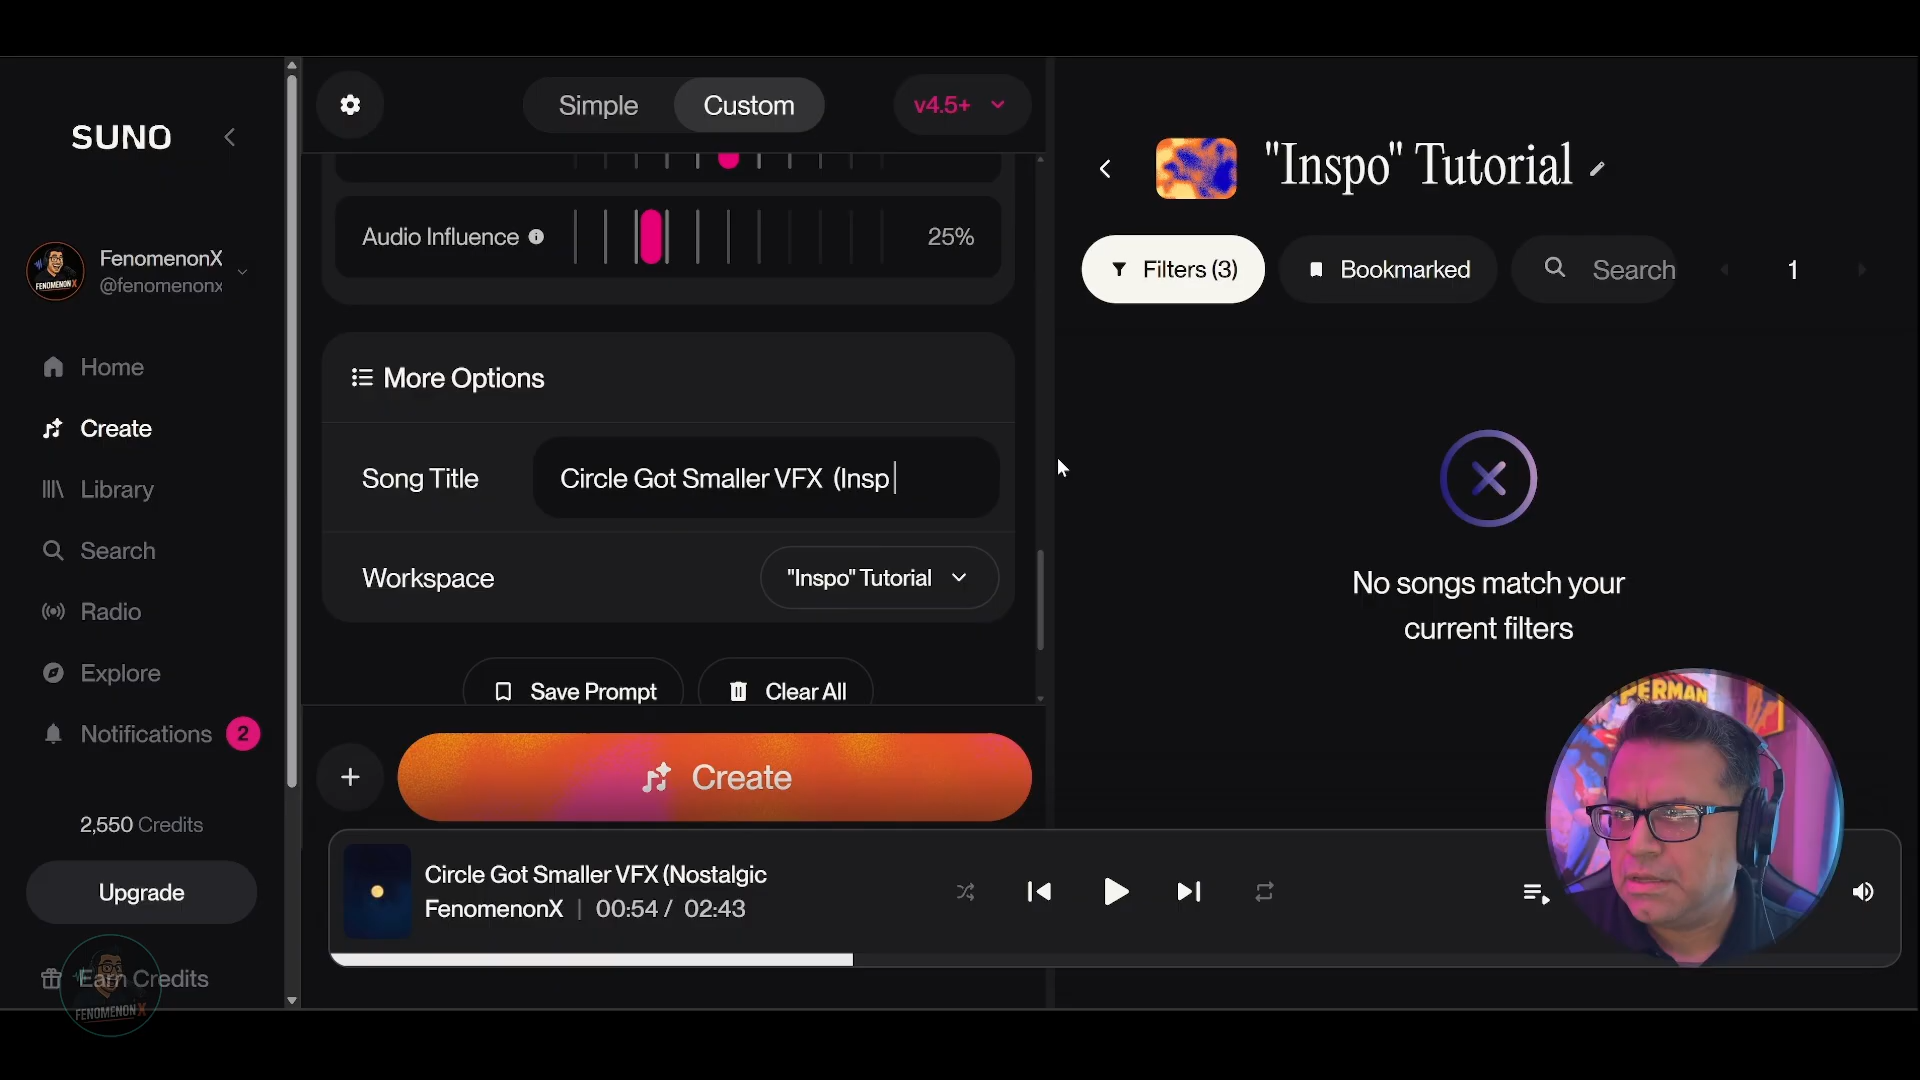 SUNO
FenomenonX
@fenomenonx
Home
Create
Library
Search
Radio
Explore
Notifications 2
2,550 Credits
Upgrade
Earn Credits
FENOMENONX
Simple
Custom
v4.5+
Audio Influence
25%
More Options
Song Title
Circle Got Smaller VFX (Insp
Workspace
"Inspo" Tutorial
Save Prompt
Clear All
Create
Circle Got Smaller VFX (Nostalgic
FenomenonX | 00:54 / 02:43
"Inspo" Tutorial
Filters (3)
Bookmarked
Search
1
No songs match your
current filters
PERMAN
FENOMENONX